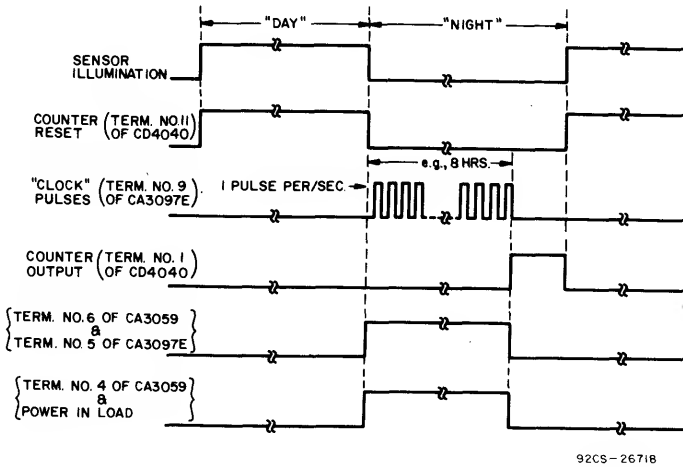 "DAY"
"NIGHT"
SENSOR
ILLUMINATION
COUNTER (TERM. NO.11)
RESET (OF CD4040)
e.g., 8 HRS.
"CLOCK" (TERM. NO. 9)
PULSES (OF CA3097E)
1 PULSE PER/SEC.
COUNTER (TERM. NO. 1)
OUTPUT (OF CD4040)
TERM. NO.6 OF CA3059
&
TERM. NO.5 OF CA3097E
TERM. NO. 4 OF CA3059
&
POWER IN LOAD
92CS-26718